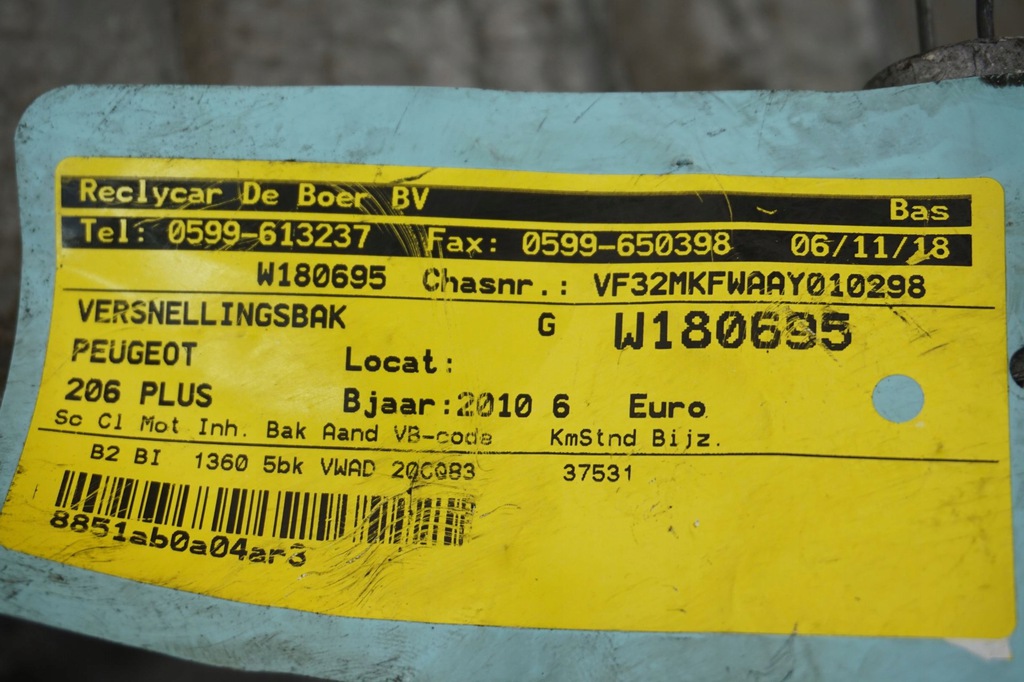 Reclycar De Boer BV Bas
Tel: 0599-613237 Fax: 0599-650398 06/11/18
W180695 Chasnr.: VF32MKFWAAY010298
VERSNELLINGSBAK G W180695
PEUGEOT Locat:
206 PLUS Bjaar:2010 6 Euro
Sc Cl Mot Inh. Bak Aand VB-code KmStnd Bijz.
B2 BI 1360 5bk VWAD 20CQ83 37531
8851ab0a04ar3